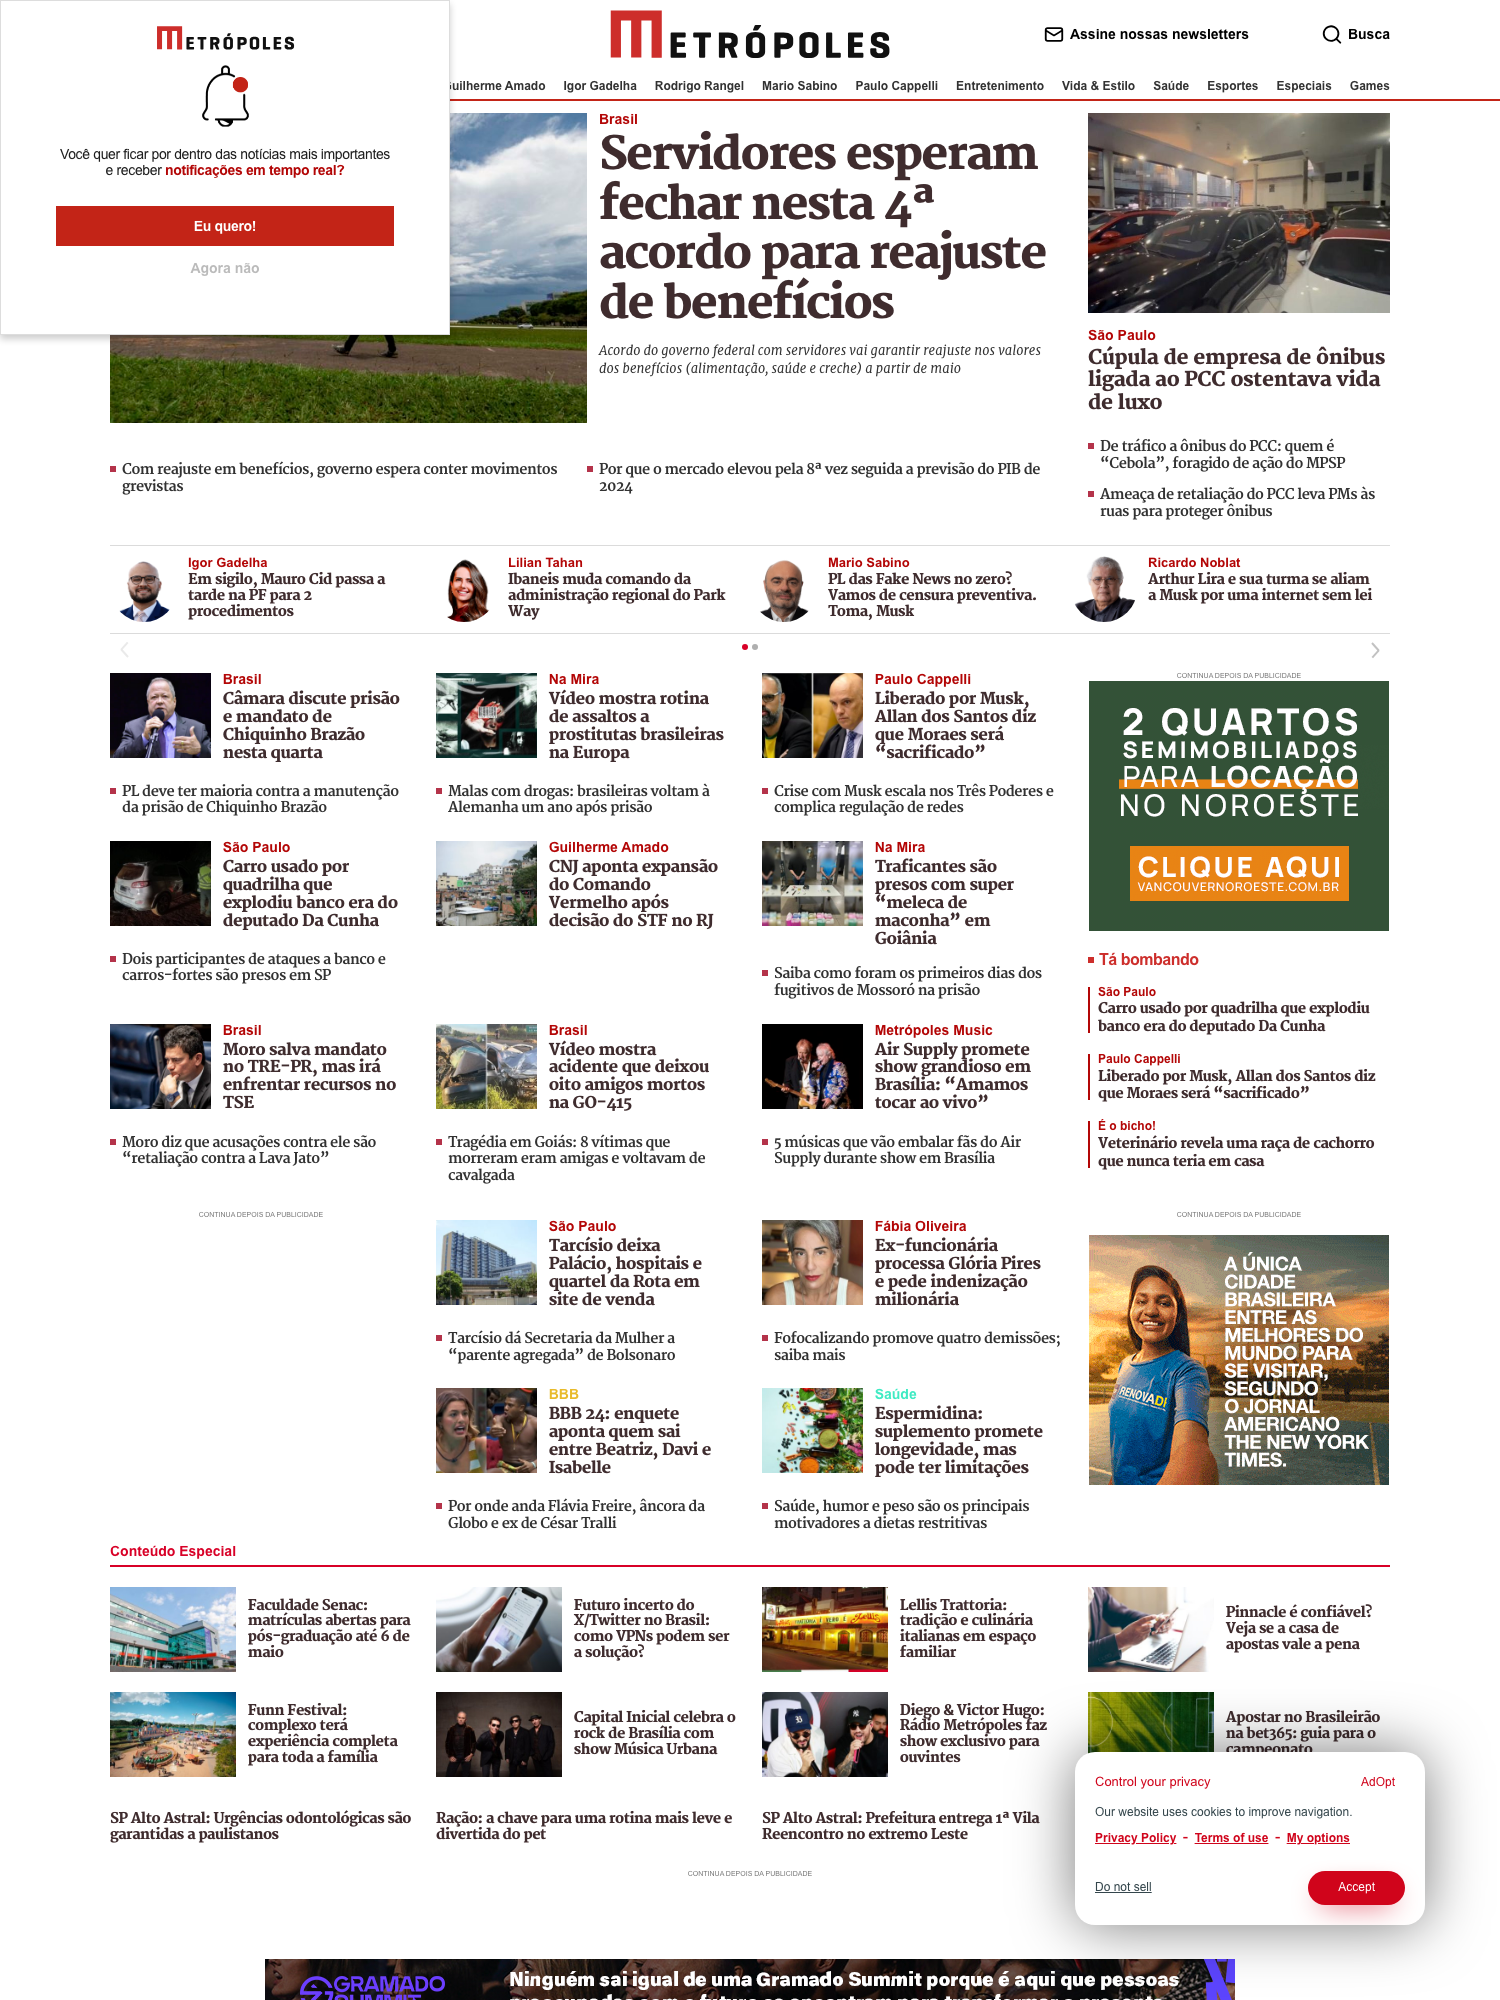 METRÓPOLES
Você quer ficar por dentro das notícias mais importantes
e receber notificações em tempo real?
Eu quero!
Agora não
METRÓPOLES
Assine nossas newsletters
Busca
Guilherme Amado Igor Gadelha Rodrigo Rangel Mario Sabino Paulo Cappelli Entretenimento Vida & Estilo Saúde Esportes Especiais Games
Brasil
Servidores esperam
fechar nesta 4ª
acordo para reajuste
de benefícios
Acordo do governo federal com servidores vai garantir reajuste nos valores
dos benefícios (alimentação, saúde e creche) a partir de maio
Com reajuste em benefícios, governo espera conter movimentos
grevistas
Por que o mercado elevou pela 8ª vez seguida a previsão do PIB de
2024
São Paulo
Cúpula de empresa de ônibus
ligada ao PCC ostentava vida
de luxo
De tráfico a ônibus do PCC: quem é
“Cebola”, foragido de ação do MPSP
Ameaça de retaliação do PCC leva PMs às
ruas para proteger ônibus
Igor Gadelha
Em sigilo, Mauro Cid passa a
tarde na PF para 2
procedimentos
Lilian Tahan
Ibaneis muda comando da
administração regional do Park
Way
Mario Sabino
PL das Fake News no zero?
Vamos de censura preventiva.
Toma, Musk
Ricardo Noblat
Arthur Lira e sua turma se aliam
a Musk por uma internet sem lei
Brasil
Câmara discute prisão
e mandato de
Chiquinho Brazão
nesta quarta
PL deve ter maioria contra a manutenção
da prisão de Chiquinho Brazão
Na Mira
Vídeo mostra rotina
de assaltos a
prostitutas brasileiras
na Europa
Malas com drogas: brasileiras voltam à
Alemanha um ano após prisão
Paulo Cappelli
Liberado por Musk,
Allan dos Santos diz
que Moraes será
“sacrificado”
Crise com Musk escala nos Três Poderes e
complica regulação de redes
CONTINUA DEPOIS DA PUBLICIDADE
2 QUARTOS
SEMIMOBILIADOS
PARA LOCAÇÃO
NO NOROESTE
CLIQUE AQUI
VANCOUVERNOROESTE.COM.BR
São Paulo
Carro usado por
quadrilha que
explodiu banco era do
deputado Da Cunha
Dois participantes de ataques a banco e
carros-fortes são presos em SP
Guilherme Amado
CNJ aponta expansão
do Comando
Vermelho após
decisão do STF no RJ
Na Mira
Traficantes são
presos com super
“meleca de
maconha” em
Goiânia
Saiba como foram os primeiros dias dos
fugitivos de Mossoró na prisão
Tá bombando
São Paulo
Carro usado por quadrilha que explodiu
banco era do deputado Da Cunha
Paulo Cappelli
Liberado por Musk, Allan dos Santos diz
que Moraes será “sacrificado”
É o bicho!
Veterinário revela uma raça de cachorro
que nunca teria em casa
Brasil
Moro salva mandato
no TRE-PR, mas irá
enfrentar recursos no
TSE
Moro diz que acusações contra ele são
“retaliação contra a Lava Jato”
Brasil
Vídeo mostra
acidente que deixou
oito amigos mortos
na GO-415
Tragédia em Goiás: 8 vítimas que
morreram eram amigas e voltavam de
cavalgada
Metrópoles Music
Air Supply promete
show grandioso em
Brasília: “Amamos
tocar ao vivo”
5 músicas que vão embalar fãs do Air
Supply durante show em Brasília
CONTINUA DEPOIS DA PUBLICIDADE
São Paulo
Tarcísio deixa
Palácio, hospitais e
quartel da Rota em
site de venda
Tarcísio dá Secretaria da Mulher a
“parente agregada” de Bolsonaro
Fábia Oliveira
Ex-funcionária
processa Glória Pires
e pede indenização
milionária
Fofocalizando promove quatro demissões;
saiba mais
CONTINUA DEPOIS DA PUBLICIDADE
A ÚNICA
CIDADE
BRASILEIRA
ENTRE AS
MELHORES DO
MUNDO PARA
SE VISITAR,
SEGUNDO
O JORNAL
AMERICANO
THE NEW YORK
TIMES.
RENOVADF
BBB
BBB 24: enquete
aponta quem sai
entre Beatriz, Davi e
Isabelle
Por onde anda Flávia Freire, âncora da
Globo e ex de César Tralli
Saúde
Espermidina:
suplemento promete
longevidade, mas
pode ter limitações
Saúde, humor e peso são os principais
motivadores a dietas restritivas
Conteúdo Especial
Faculdade Senac:
matrículas abertas para
pós-graduação até 6 de
maio
Futuro incerto do
X/Twitter no Brasil:
como VPNs podem ser
a solução?
Lellis Trattoria:
tradição e culinária
italianas em espaço
familiar
Pinnacle é confiável?
Veja se a casa de
apostas vale a pena
Funn Festival:
complexo terá
experiência completa
para toda a família
Capital Inicial celebra o
rock de Brasília com
show Música Urbana
Diego & Victor Hugo:
Rádio Metrópoles faz
show exclusivo para
ouvintes
Apostar no Brasileirão
na bet365: guia para o
campeonato
SP Alto Astral: Urgências odontológicas são
garantidas a paulistanos
Ração: a chave para uma rotina mais leve e
divertida do pet
SP Alto Astral: Prefeitura entrega 1ª Vila
Reencontro no extremo Leste
Control your privacy
AdOpt
Our website uses cookies to improve navigation.
Privacy Policy - Terms of use - My options
Do not sell
Accept
CONTINUA DEPOIS DA PUBLICIDADE
GRAMADO
SUMMIT
Ninguém sai igual de uma Gramado Summit porque é aqui que pessoas